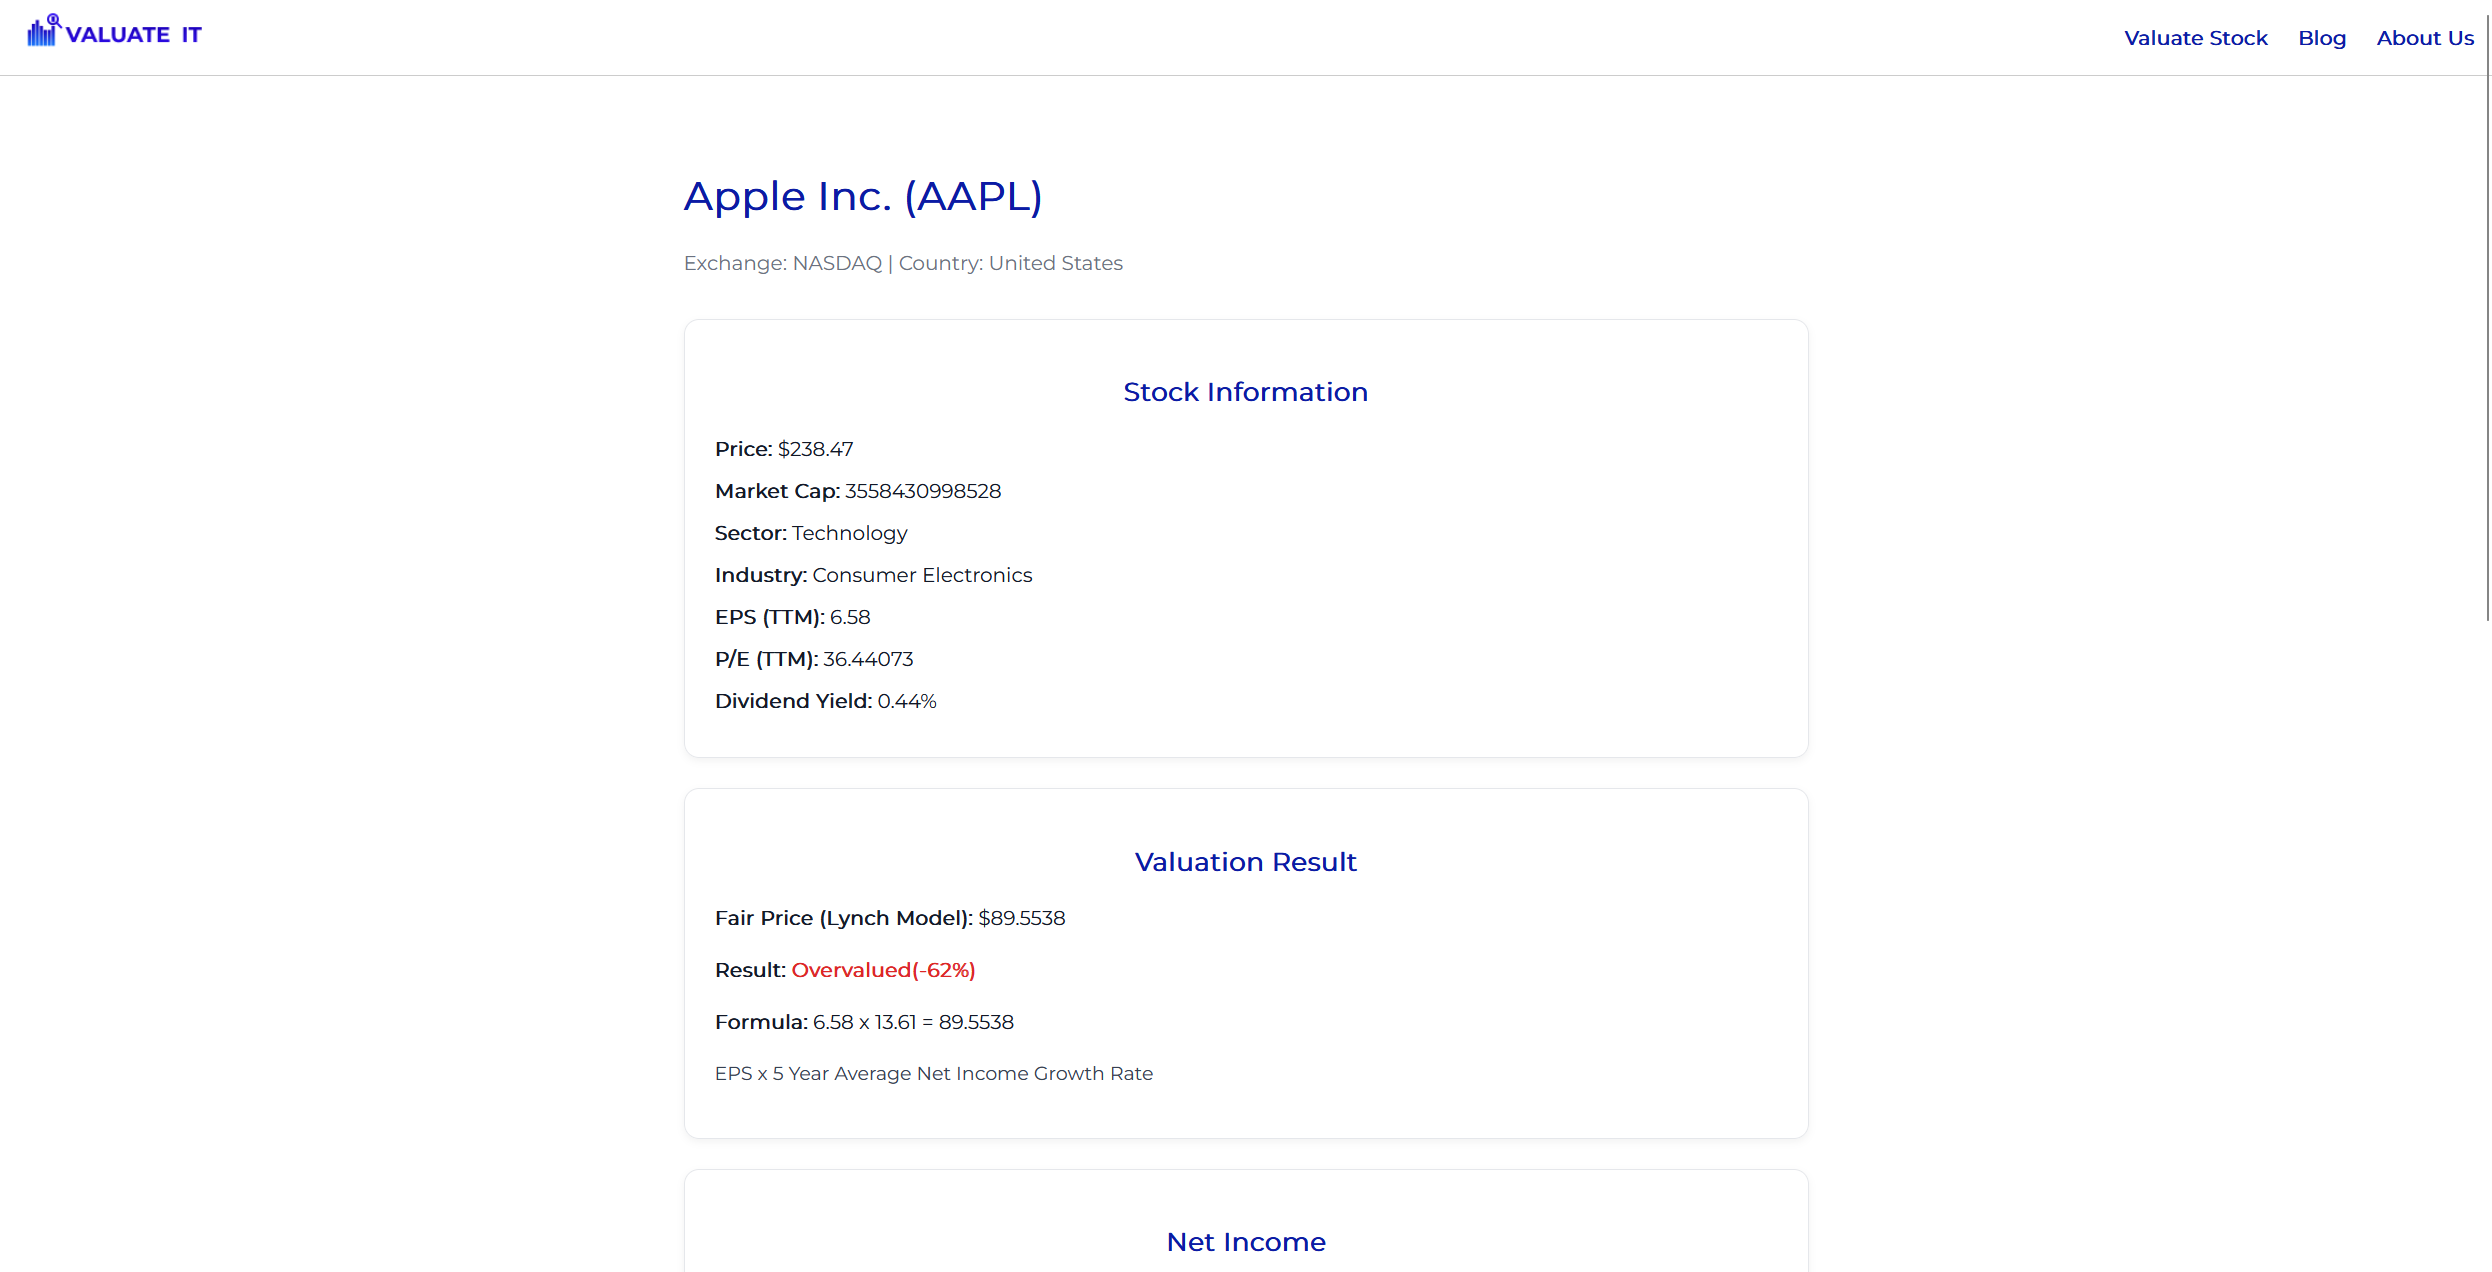 VALUATE IT
Valuate Stock Blog About Us
Apple Inc. (AAPL)
Exchange: NASDAQ | Country: United States
Stock Information
Price: $238.47
Market Cap: 3558430998528
Sector: Technology
Industry: Consumer Electronics
EPS (TTM): 6.58
P/E (TTM): 36.44073
Dividend Yield: 0.44%
Valuation Result
Fair Price (Lynch Model): $89.5538
Result: Overvalued(-62%)
Formula: 6.58 x 13.61 = 89.5538
EPS x 5 Year Average Net Income Growth Rate
Net Income